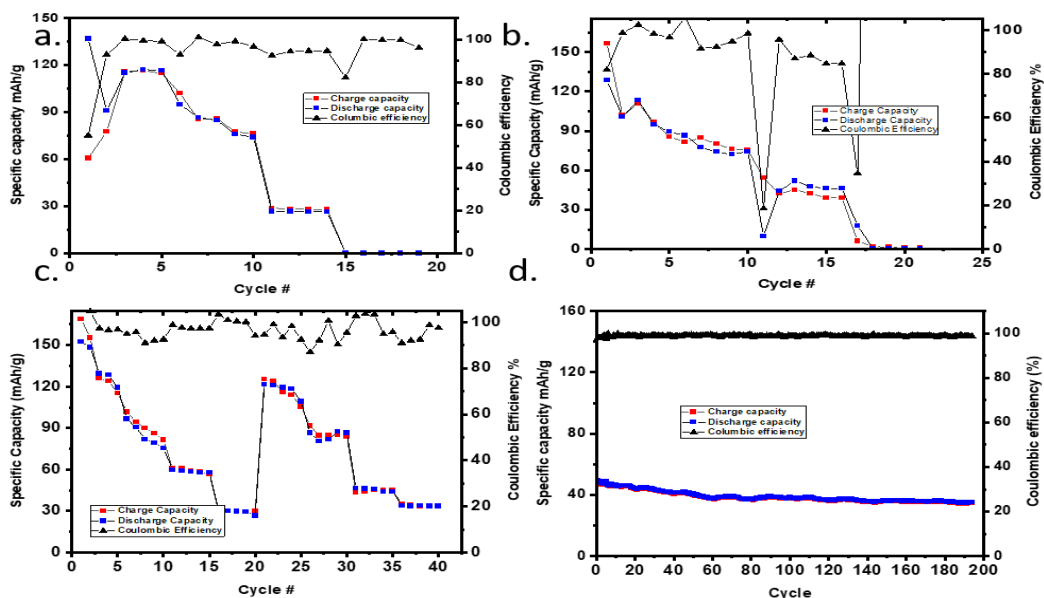 a.
150
120
90
60
30
0
Specific capacity mAh/g
Charge capacity
Discharge capacity
Columbic efficiency
100
80
60
40
20
0
Coloumbic efficiency
0
5
10
15
20
Cycle #
b.
150
120
90
60
30
0
Specific Capacity (mAh/g)
Charge Capacity
Discharge Capacity
Coulombic Efficiency
100
80
60
40
20
0
Coulombic Efficiency %
0
5
10
15
20
25
Cycle #
c.
150
120
90
60
30
0
Specific Capacity (mAh/g)
Charge Capacity
Discharge Capacity
Coulombic Efficiency
100
80
60
40
20
0
Coulombic Efficiency %
0
5
10
15
20
25
30
35
40
Cycle #
d.
160
120
80
40
0
Specific capacity mAh/g
Charge capacity
Discharge capacity
Columbic efficiency
100
80
60
40
20
0
Coulombic Efficiency (%)
0
20
40
60
80
100
120
140
160
180
200
Cycle